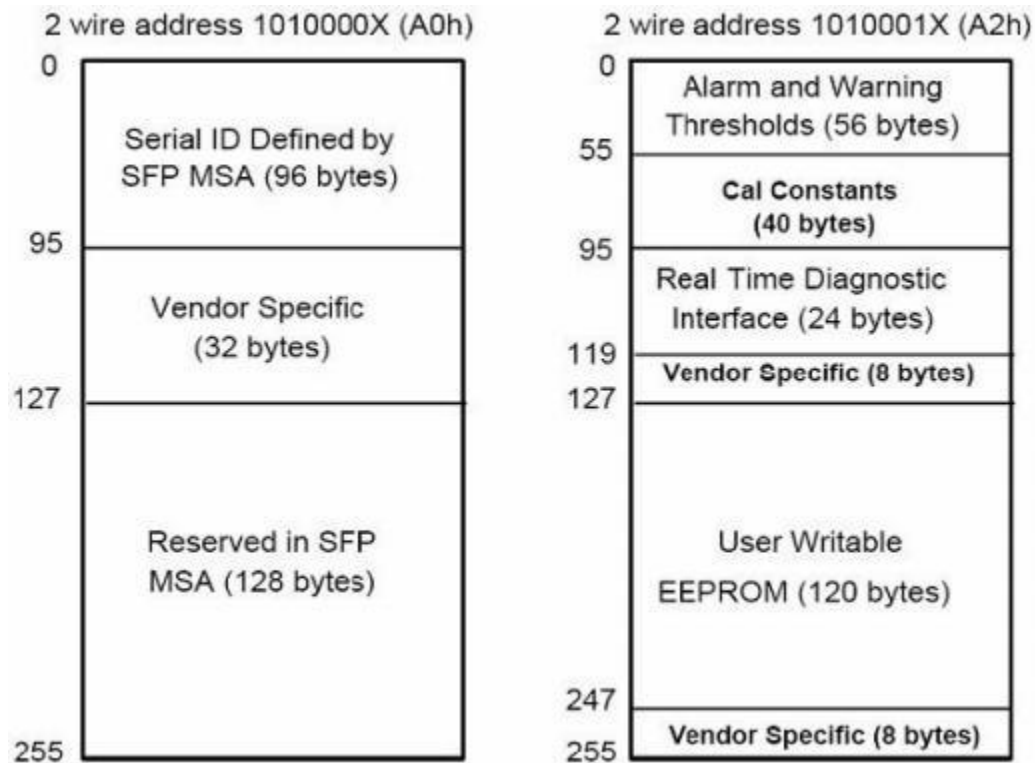 2 wire address 1010000X (A0h)
0
Serial ID Defined by
SFP MSA (96 bytes)
95
Vendor Specific
(32 bytes)
127
Reserved in SFP
MSA (128 bytes)
255
2 wire address 1010001X (A2h)
0
Alarm and Warning
Thresholds (56 bytes)
55
Cal Constants
(40 bytes)
95
Real Time Diagnostic
Interface (24 bytes)
119
Vendor Specific (8 bytes)
127
User Writable
EEPROM (120 bytes)
247
Vendor Specific (8 bytes)
255